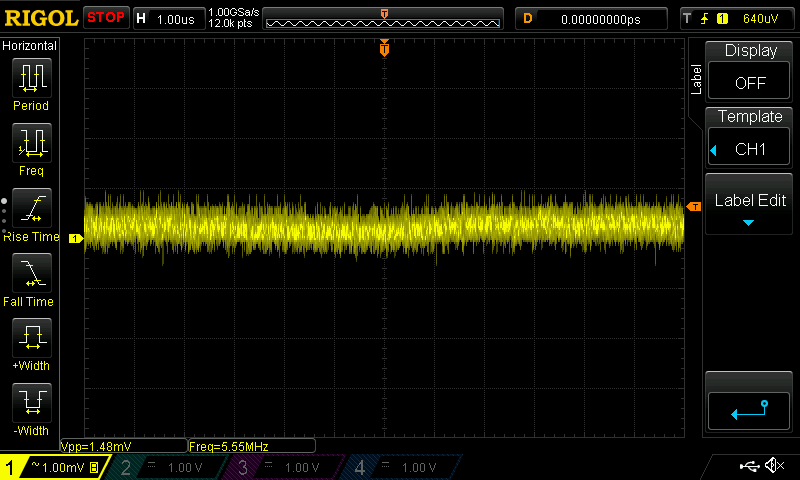 RIGOL STOP H 1.00us 1.00GSa/s 12.0k pts T D 0.00000000ps T 1 640uV
Horizontal
Period
Freq
Rise Time
Fall Time
+Width
-Width
T
1
T
Label
Display
OFF
Template
CH1
Label Edit
Vpp=1.48mV Freq=5.55MHz
1 ~ 1.00mV B 2 1.00 V 3 1.00 V 4 1.00 V